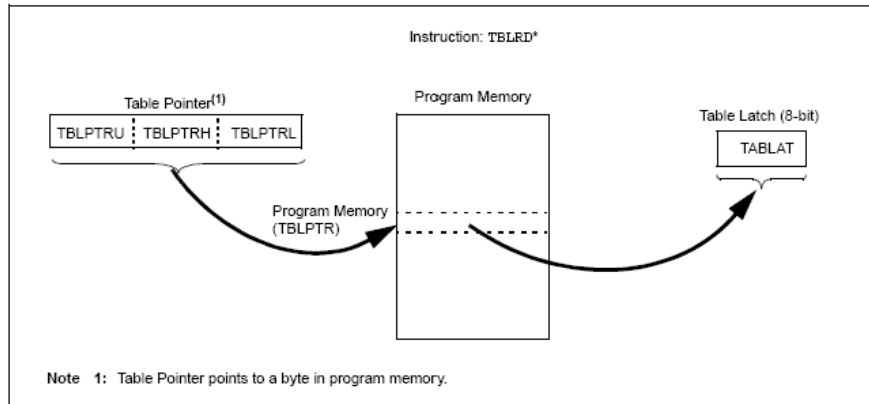 Instruction: TBLRD*
Table Pointer(1)
TBLPTRU TBLPTRH TBLPTRL
Program Memory
Table Latch (8-bit)
TABLAT
Program Memory
(TBLPTR)
Note 1: Table Pointer points to a byte in program memory.